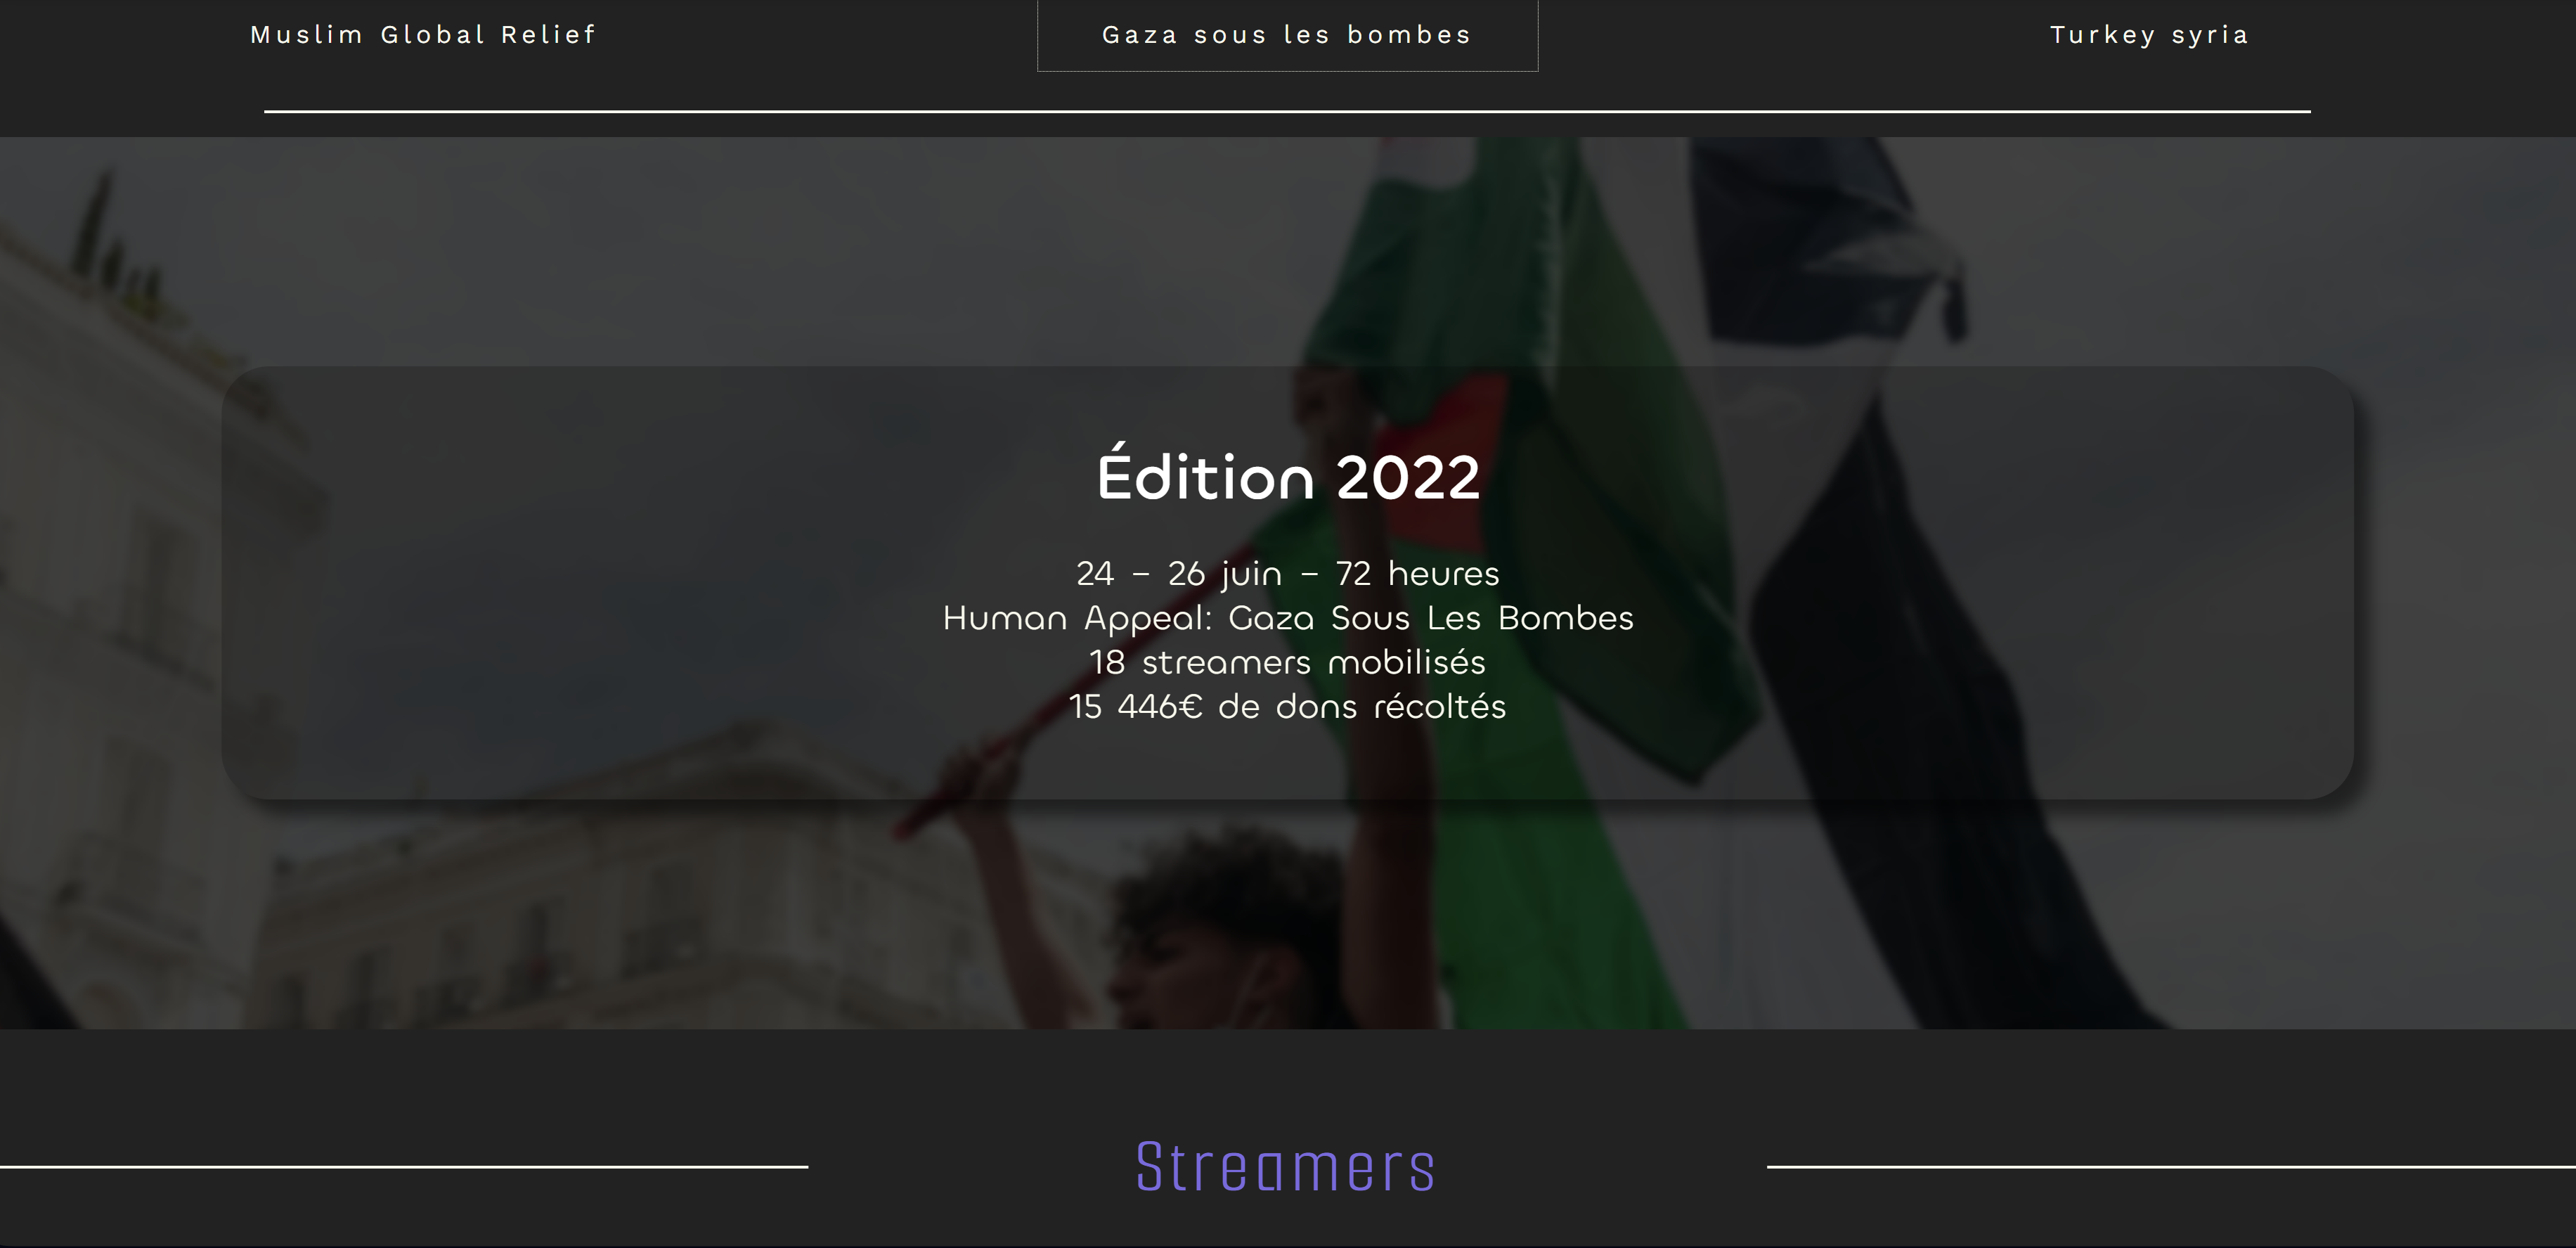 Muslim Global Relief
Gaza sous les bombes
Turkey syria
Édition 2022
24 – 26 juin – 72 heures
Human Appeal: Gaza Sous Les Bombes
18 streamers mobilisés
15 446€ de dons récoltés
Streamers